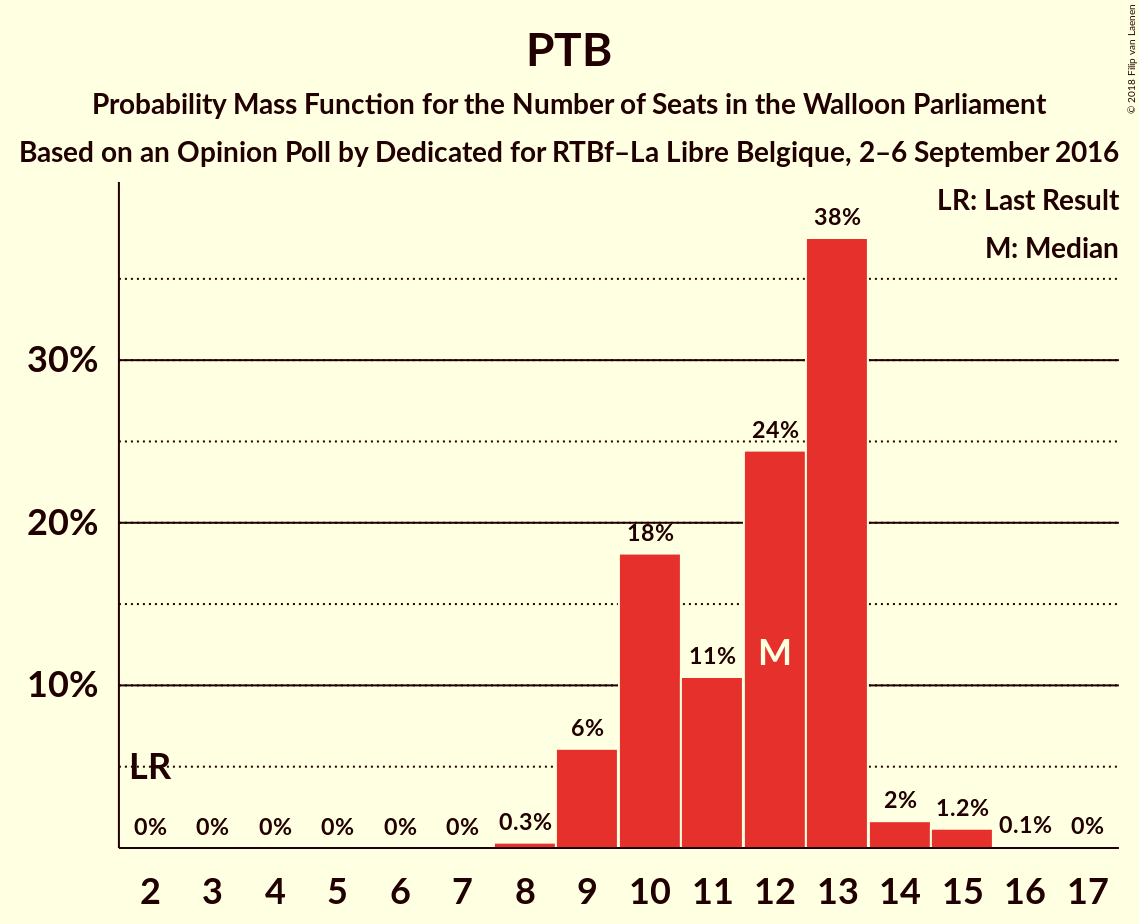 PTB
Probability Mass Function for the Number of Seats in the Walloon Parliament
Based on an Opinion Poll by Dedicated for RTBf–La Libre Belgique, 2–6 September 2016
© 2018 Filip van Laenen
LR: Last Result
M: Median
38%
30%
24%
20%
18%
11%
M
10%
6%
LR
0% 0% 0% 0% 0% 0% 0.3% 2% 1.2% 0.1% 0%
2 3 4 5 6 7 8 9 10 11 12 13 14 15 16 17